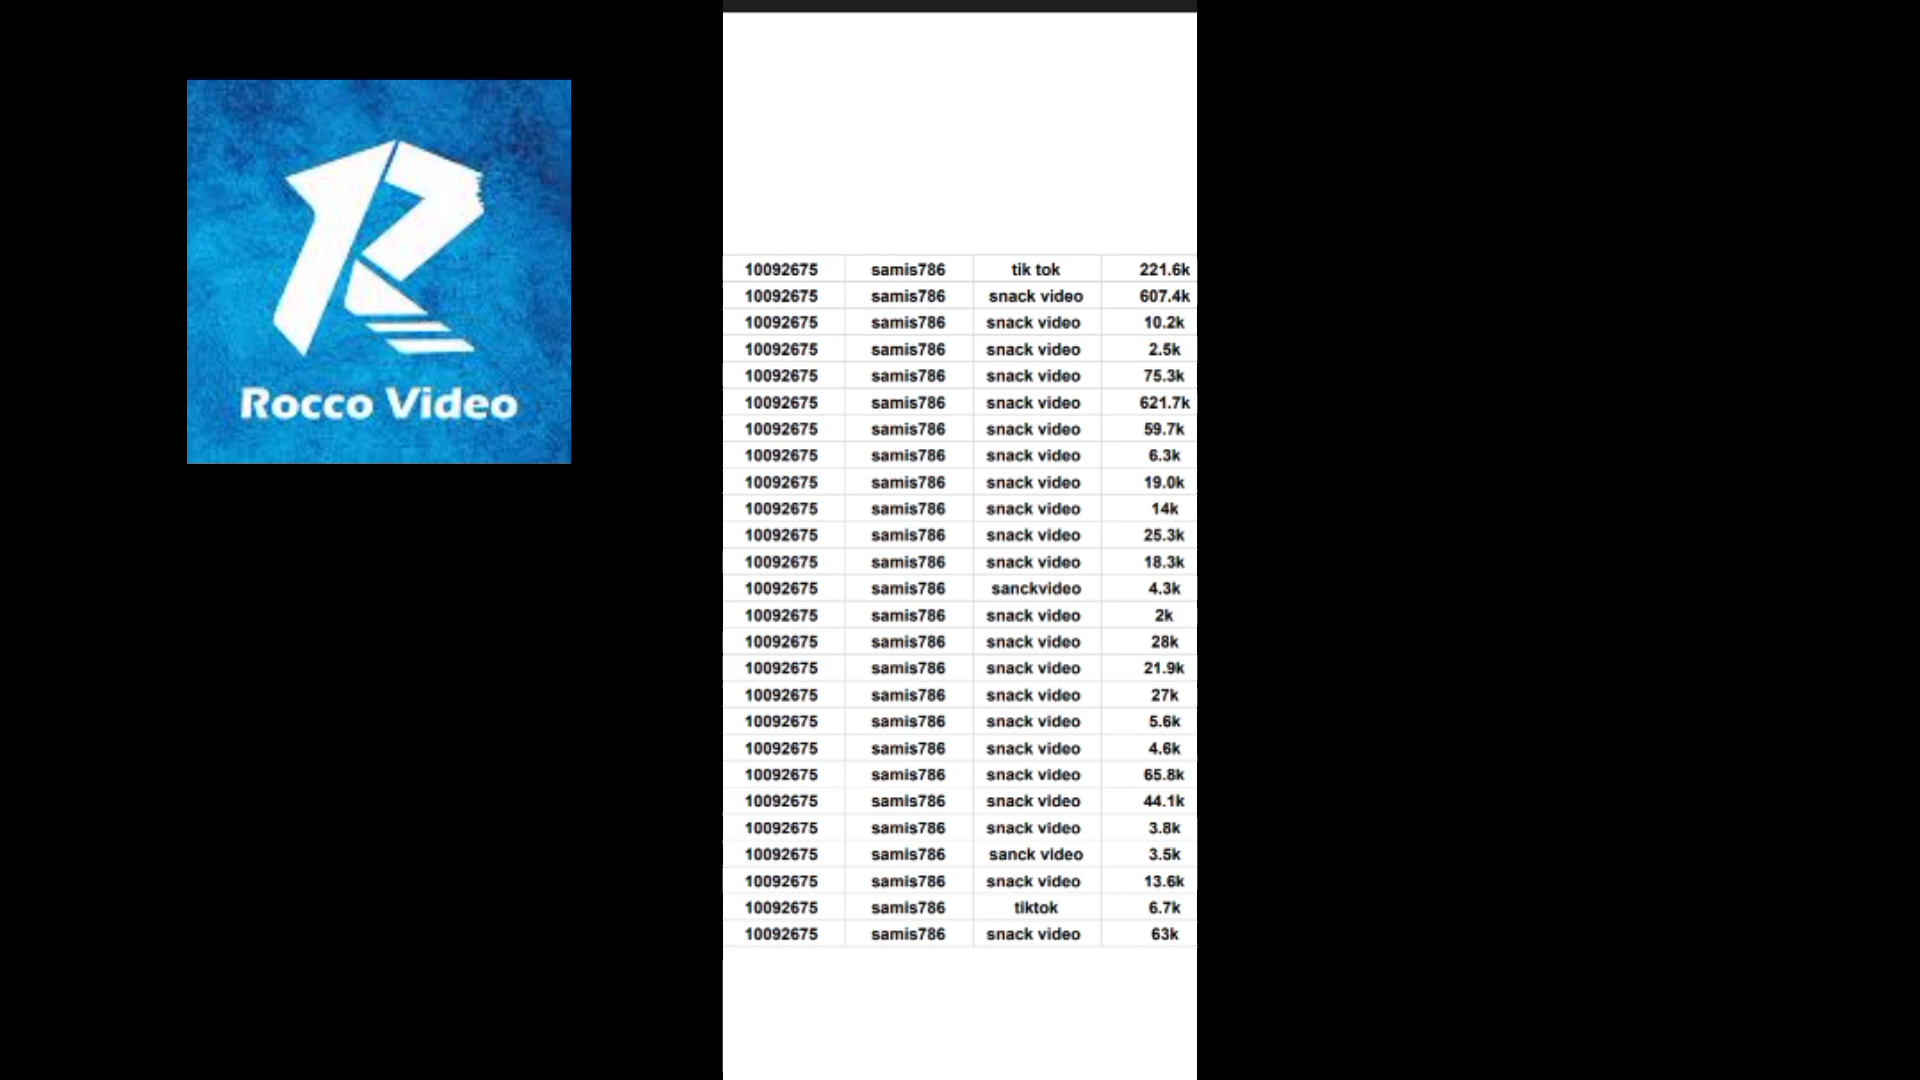 Rocco Video
10092675 samis786 tik tok 221.6k
10092675 samis786 snack video 607.4k
10092675 samis786 snack video 10.2k
10092675 samis786 snack video 2.5k
10092675 samis786 snack video 75.3k
10092675 samis786 snack video 621.7k
10092675 samis786 snack video 59.7k
10092675 samis786 snack video 6.3k
10092675 samis786 snack video 19.0k
10092675 samis786 snack video 14k
10092675 samis786 snack video 25.3k
10092675 samis786 snack video 18.3k
10092675 samis786 sanckvideo 4.3k
10092675 samis786 snack video 2k
10092675 samis786 snack video 28k
10092675 samis786 snack video 21.9k
10092675 samis786 snack video 27k
10092675 samis786 snack video 5.6k
10092675 samis786 snack video 4.6k
10092675 samis786 snack video 65.8k
10092675 samis786 snack video 44.1k
10092675 samis786 snack video 3.8k
10092675 samis786 sanck video 3.5k
10092675 samis786 snack video 13.6k
10092675 samis786 tiktok 6.7k
10092675 samis786 snack video 63k